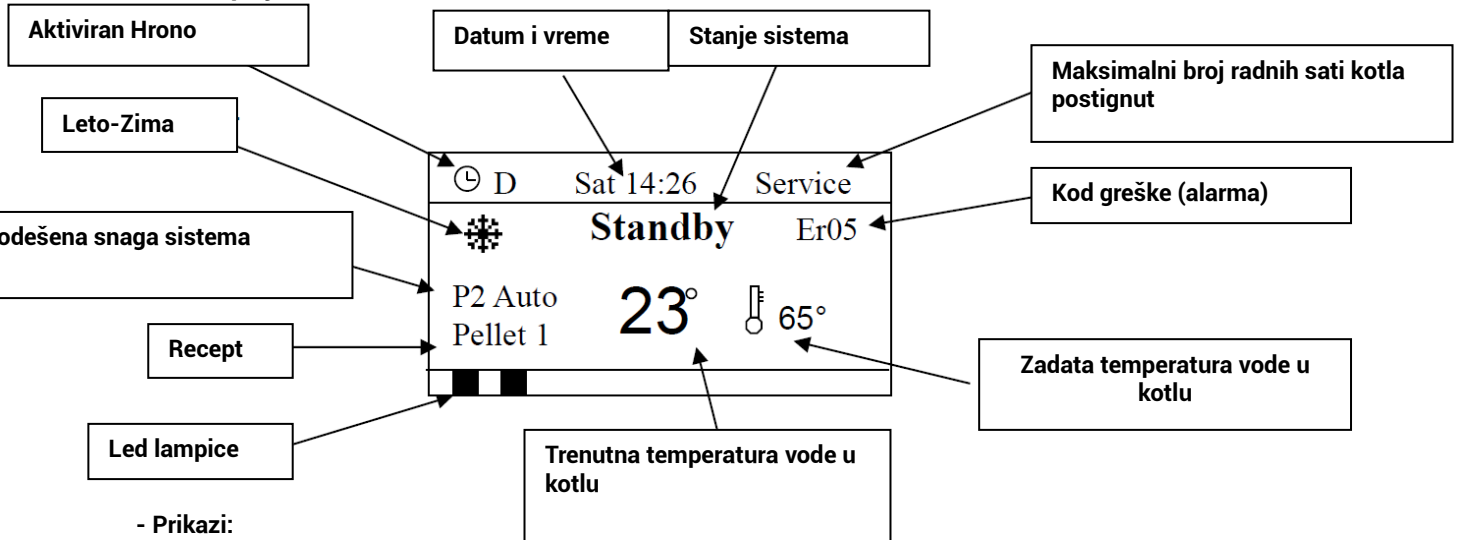 Aktiviran Hrono
Datum i vreme
Stanje sistema
Maksimalni broj radnih sati kotla
postignut
Leto-Zima
D Sat 14:26 Service
Kod greške (alarma)
Standby Er05
odešena snaga sistema
P2 Auto
23° 65°
Pellet 1
Recept
Zadata temperatura vode u
kotlu
Led lampice
Trenutna temperatura vode u
kotlu
- Prikazi: